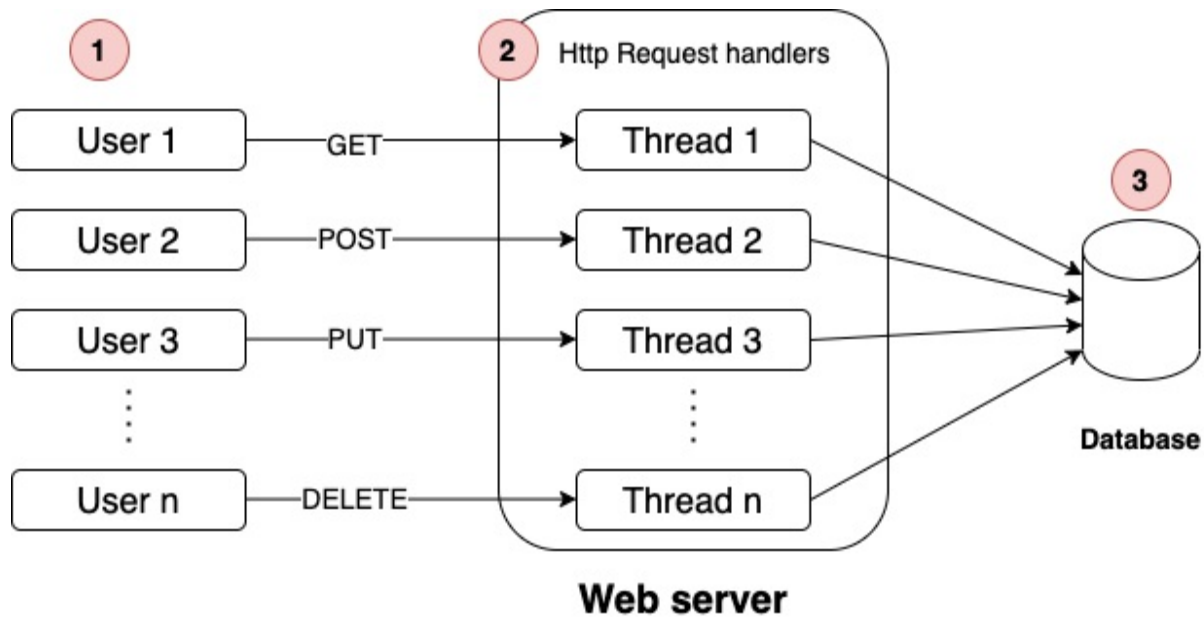 1
2
Http Request handlers
User 1
GET
Thread 1
User 2
POST
Thread 2
3
User 3
PUT
Thread 3
Database
User n
DELETE
Thread n
Web server